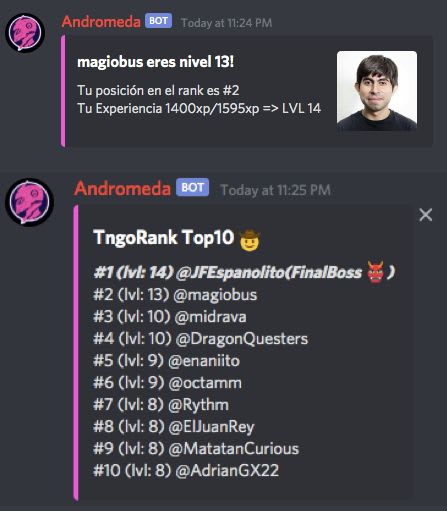 Andromeda BOT Today at 11:24 PM
magiobus eres nivel 13!
Tu posición en el rank es #2
Tu Experiencia 1400xp/1595xp => LVL 14
Andromeda BOT Today at 11:25 PM
TngoRank Top10 🤠
#1 (lvl: 14) @JFEspanolito(FinalBoss 👹 )
#2 (lvl: 13) @magiobus
#3 (lvl: 10) @midrava
#4 (lvl: 10) @DragonQuesters
#5 (lvl: 9) @enaniito
#6 (lvl: 9) @octamm
#7 (lvl: 8) @Rythm
#8 (lvl: 8) @ElJuanRey
#9 (lvl: 8) @MatatanCurious
#10 (lvl: 8) @AdrianGX22